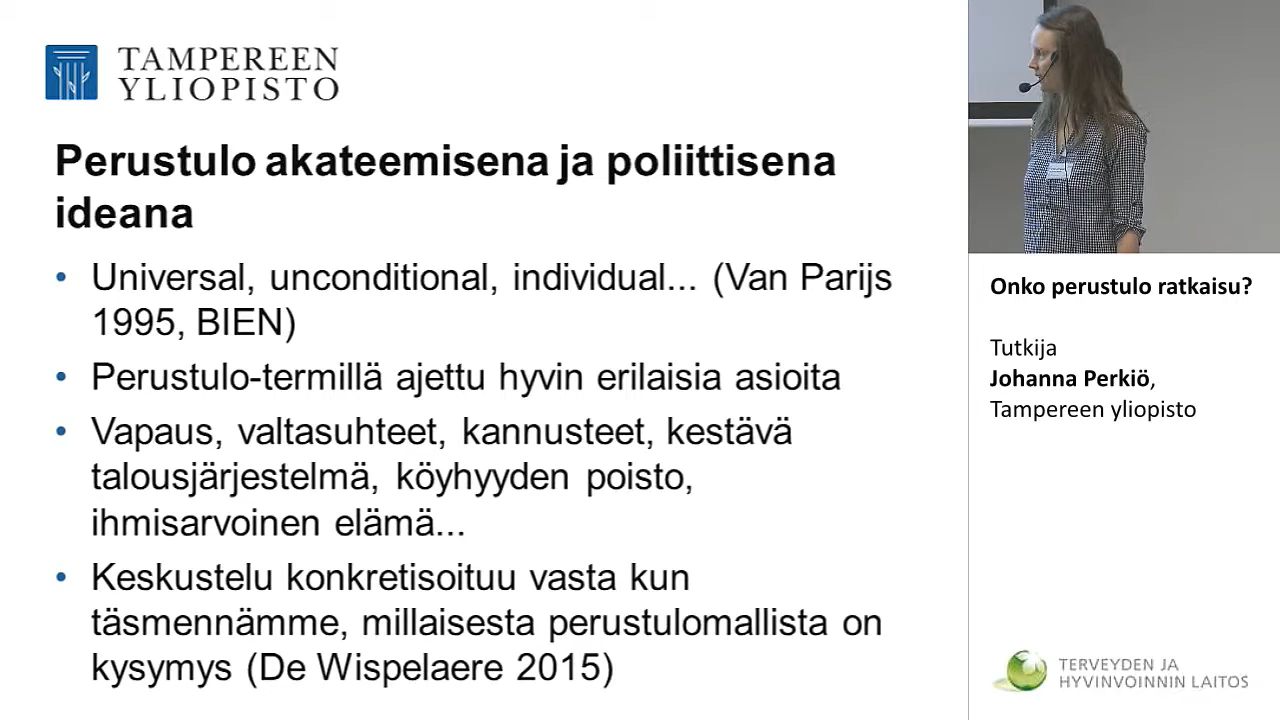 TAMPEREEN
YLIOPISTO
Perustulo akateemisena ja poliittisena
ideana
• Universal, unconditional, individual... (Van Parijs
1995, BIEN)
• Perustulo-termillä ajettu hyvin erilaisia asioita
• Vapaus, valtasuhteet, kannusteet, kestävä
talousjärjestelmä, köyhyyden poisto,
ihmisarvoinen elämä...
• Keskustelu konkretisoituu vasta kun
täsmennämme, millaisesta perustulomallista on
kysymys (De Wispelaere 2015)
Onko perustulo ratkaisu?
Tutkija
Johanna Perkiö,
Tampereen yliopisto
TERVEYDEN JA
HYVINVOINNIN LAITOS